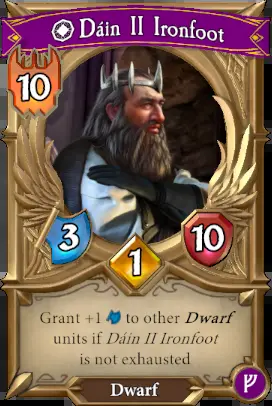 Dáin II Ironfoot
10
3
1
10
Grant +1 to other Dwarf
units if Dáin II Ironfoot
is not exhausted
Dwarf
ᚠ